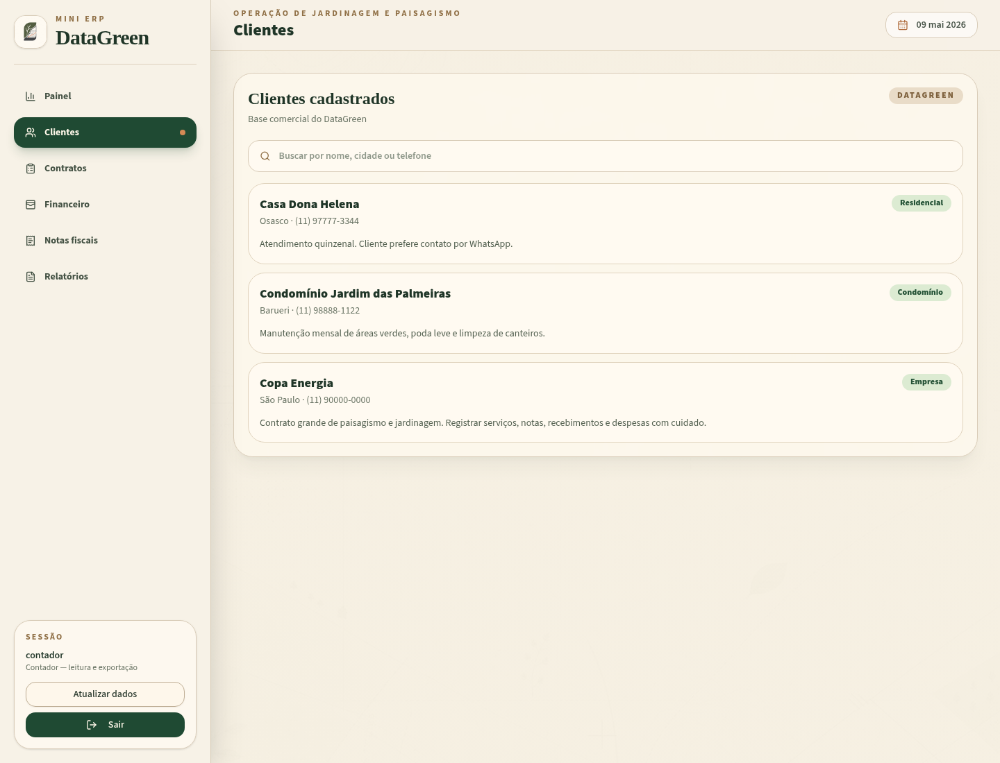 MINI ERP
DataGreen
Painel
Clientes
Contratos
Financeiro
Notas fiscais
Relatórios
SESSÃO
contador
Contador — leitura e exportação
Atualizar dados
Sair
OPERAÇÃO DE JARDINAGEM E PAISAGISMO
Clientes
09 mai 2026
Clientes cadastrados
DATAGREEN
Base comercial do DataGreen
Buscar por nome, cidade ou telefone
Casa Dona Helena
Residencial
Osasco · (11) 97777-3344
Atendimento quinzenal. Cliente prefere contato por WhatsApp.
Condomínio Jardim das Palmeiras
Condomínio
Barueri · (11) 98888-1122
Manutenção mensal de áreas verdes, poda leve e limpeza de canteiros.
Copa Energia
Empresa
São Paulo · (11) 90000-0000
Contrato grande de paisagismo e jardinagem. Registrar serviços, notas, recebimentos e despesas com cuidado.